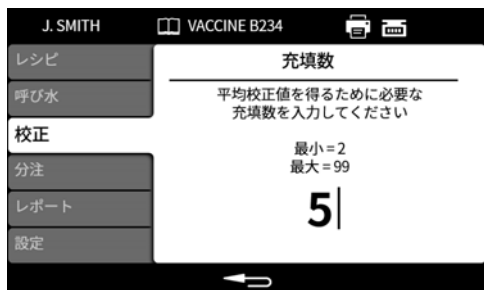 J. SMITH VACCINE B234
レシピ
呼び水
校正
分注
レポート
設定
充填数
平均校正値を得るために必要な
充填数を入力してください
最小=2
最大=99
5